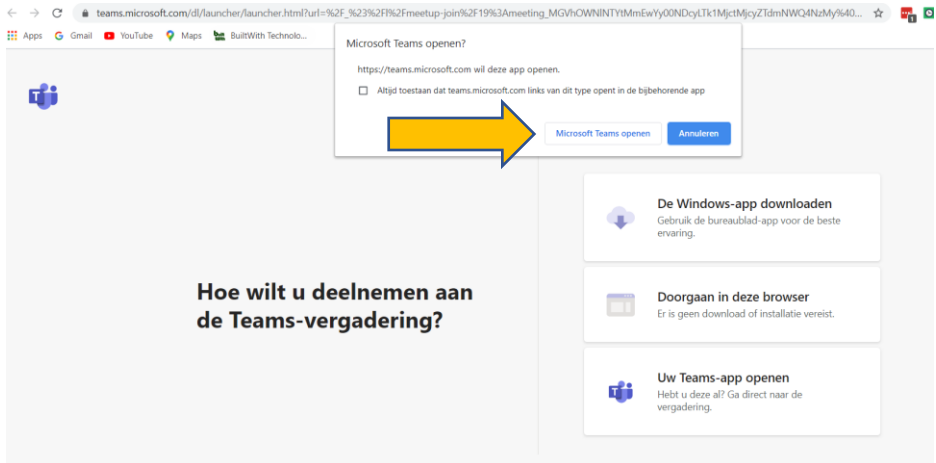 teams.microsoft.com/dl/launcher/launcher.html?url=%2F_%23%2Fl%2Fmeetup-join%2F19%3Ameeting_MGVhOWNINTYtMmEwYy00NDcyLTk1MjctMjcyZTdmNWQ4NzMy%40...
Apps Gmail YouTube Maps BuiltWith Technolo...
Microsoft Teams openen?
https://teams.microsoft.com wil deze app openen.
Altijd toestaan dat teams.microsoft.com links van dit type opent in de bijbehorende app
Microsoft Teams openen Annuleren
De Windows-app downloaden
Gebruik de bureaublad-app voor de beste
ervaring.
Hoe wilt u deelnemen aan
de Teams-vergadering?
Doorgaan in deze browser
Er is geen download of installatie vereist.
Uw Teams-app openen
Hebt u deze al? Ga direct naar de
vergadering.